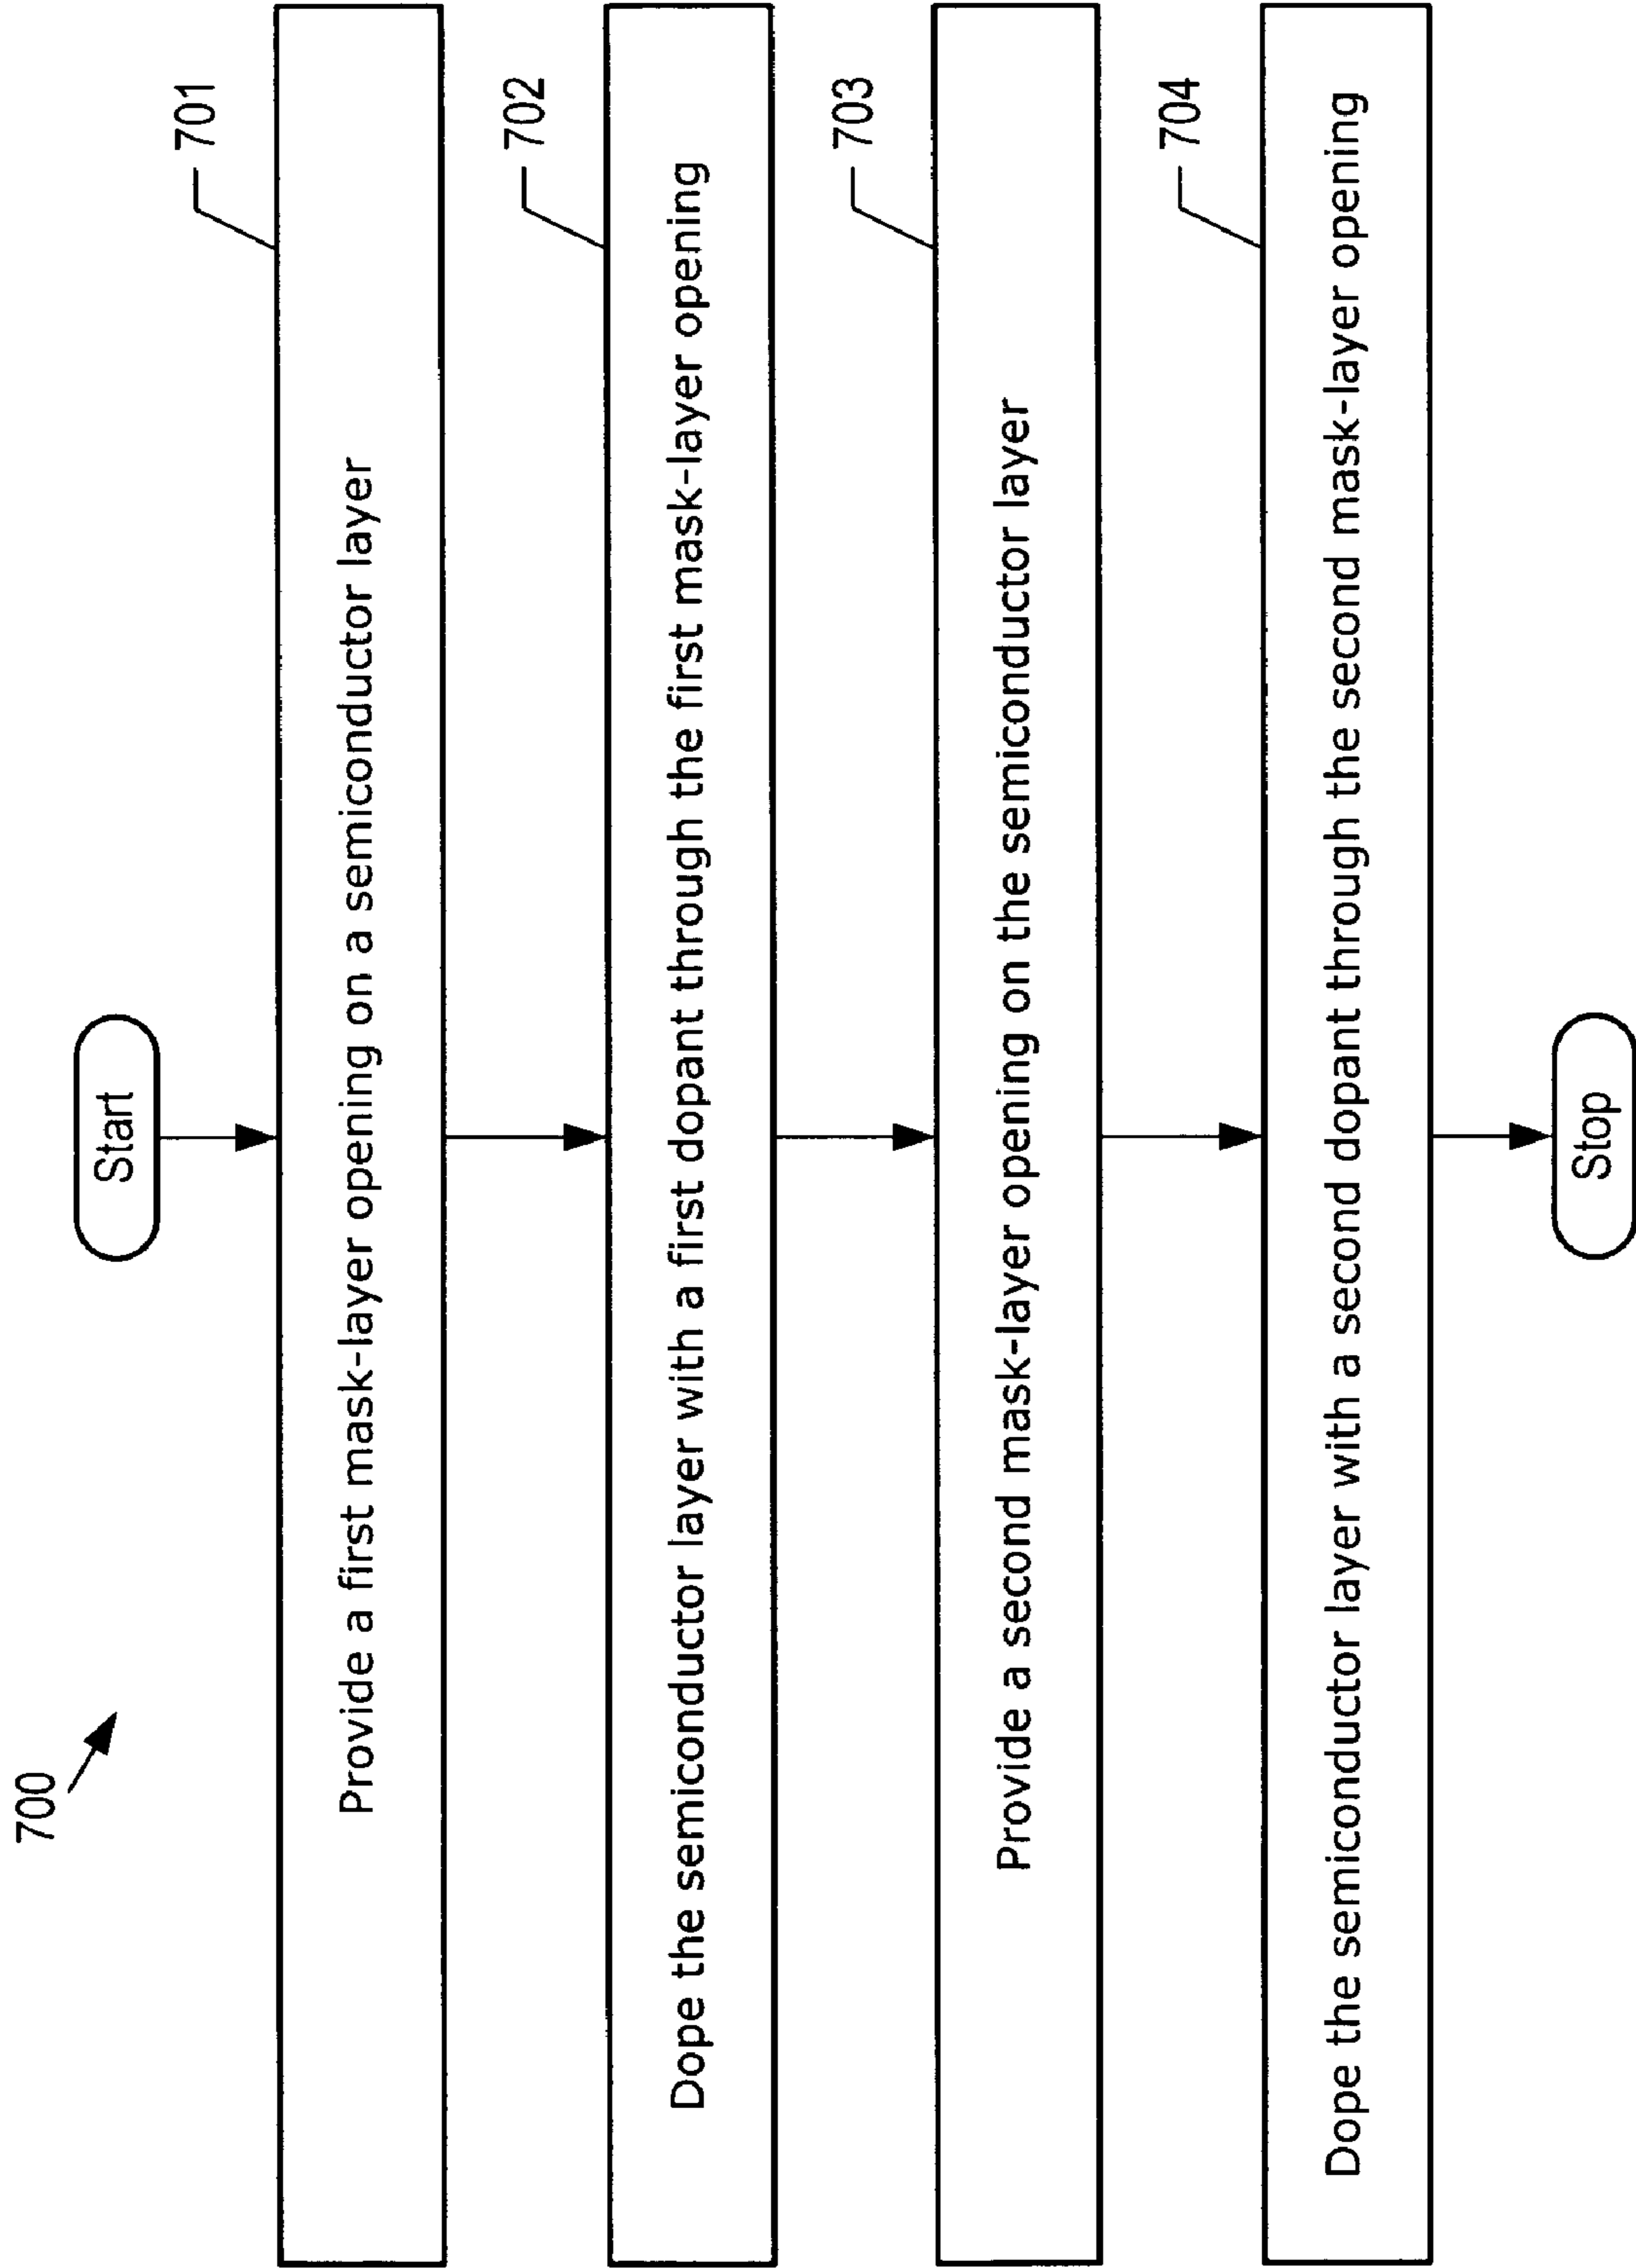 700
Start
701
Provide a first mask-layer opening on a semiconductor layer
702
Dope the semiconductor layer with a first dopant through the first mask-layer opening
703
Provide a second mask-layer opening on the semiconductor layer
704
Dope the semiconductor layer with a second dopant through the second mask-layer opening
Stop